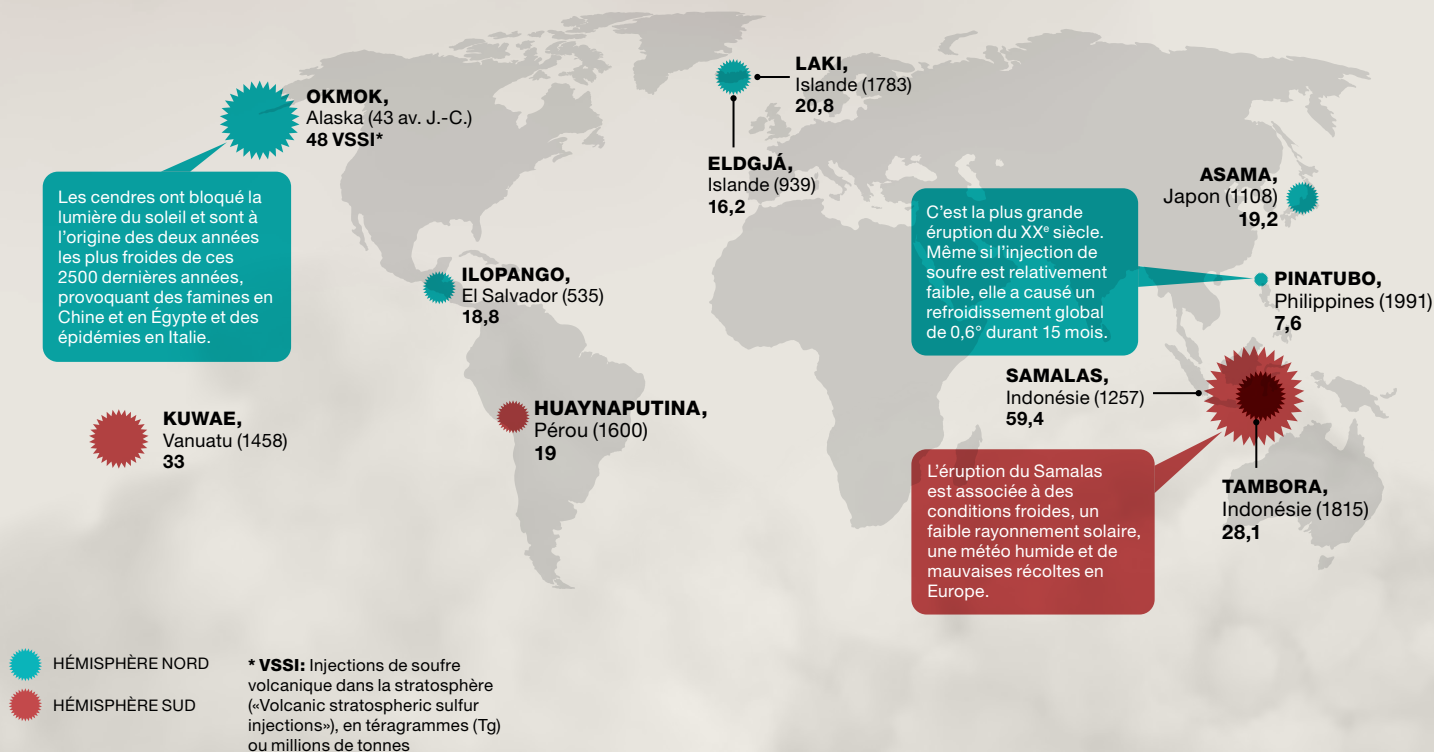 OKMOK,
Alaska (43 av. J.-C.)
48 VSSI*
Les cendres ont bloqué la
lumière du soleil et sont à
l’origine des deux années
les plus froides de ces
2500 dernières années,
provoquant des famines en
Chine et en Égypte et des
épidémies en Italie.
LAKI,
Islande (1783)
20,8
ELDGJÁ,
Islande (939)
16,2
ASAMA,
Japon (1108)
19,2
C’est la plus grande
éruption du XXe siècle.
Même si l’injection de
soufre est relativement
faible, elle a causé un
refroidissement global
de 0,6° durant 15 mois.
PINATUBO,
Philippines (1991)
7,6
ILOPANGO,
El Salvador (535)
18,8
KUWAE,
Vanuatu (1458)
33
HUAYNAPUTINA,
Pérou (1600)
19
SAMALAS,
Indonésie (1257)
59,4
L’éruption du Samalas
est associée à des
conditions froides, un
faible rayonnement solaire,
une météo humide et de
mauvaises récoltes en
Europe.
TAMBORA,
Indonésie (1815)
28,1
HÉMISPHÈRE NORD
HÉMISPHÈRE SUD
* VSSI: Injections de soufre
volcanique dans la stratosphère
(«Volcanic stratospheric sulfur
injections»), en téragrammes (Tg)
ou millions de tonnes